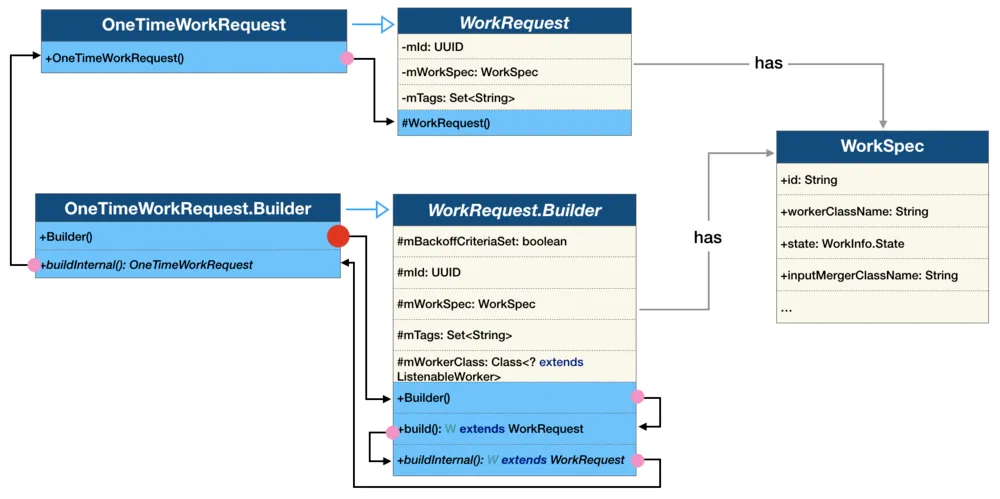 OneTimeWorkRequest
+OneTimeWorkRequest()
WorkRequest
-mId: UUID
-mWorkSpec: WorkSpec
-mTags: Set<String>
#WorkRequest()
has
WorkSpec
+id: String
+workerClassName: String
+state: WorkInfo.State
+inputMergerClassName: String
...
OneTimeWorkRequest.Builder
+Builder()
+buildInternal(): OneTimeWorkRequest
WorkRequest.Builder
#mBackoffCriteriaSet: boolean
#mId: UUID
#mWorkSpec: WorkSpec
#mTags: Set<String>
#mWorkerClass: Class<? extends
ListenableWorker>
+Builder()
+build(): W extends WorkRequest
+buildInternal(): W extends WorkRequest
has